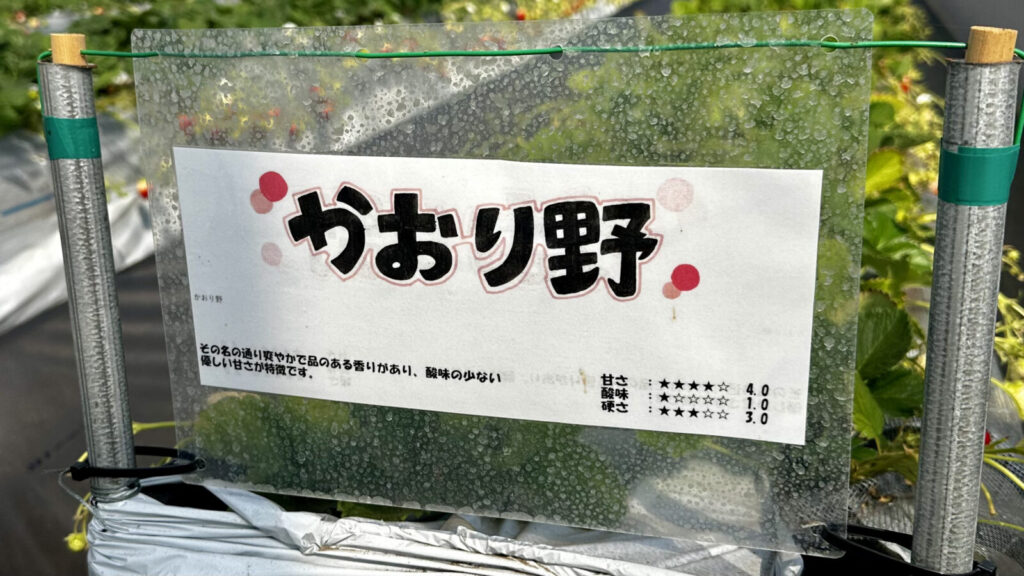 かおり野
かおり野
その名の通り爽やかで品のある香りがあり、酸味の少ない
優しい甘さが特徴です。
甘さ ：★★★★☆ 4.0
酸味 ：★☆☆☆☆ 1.0
硬さ ：★★★☆☆ 3.0